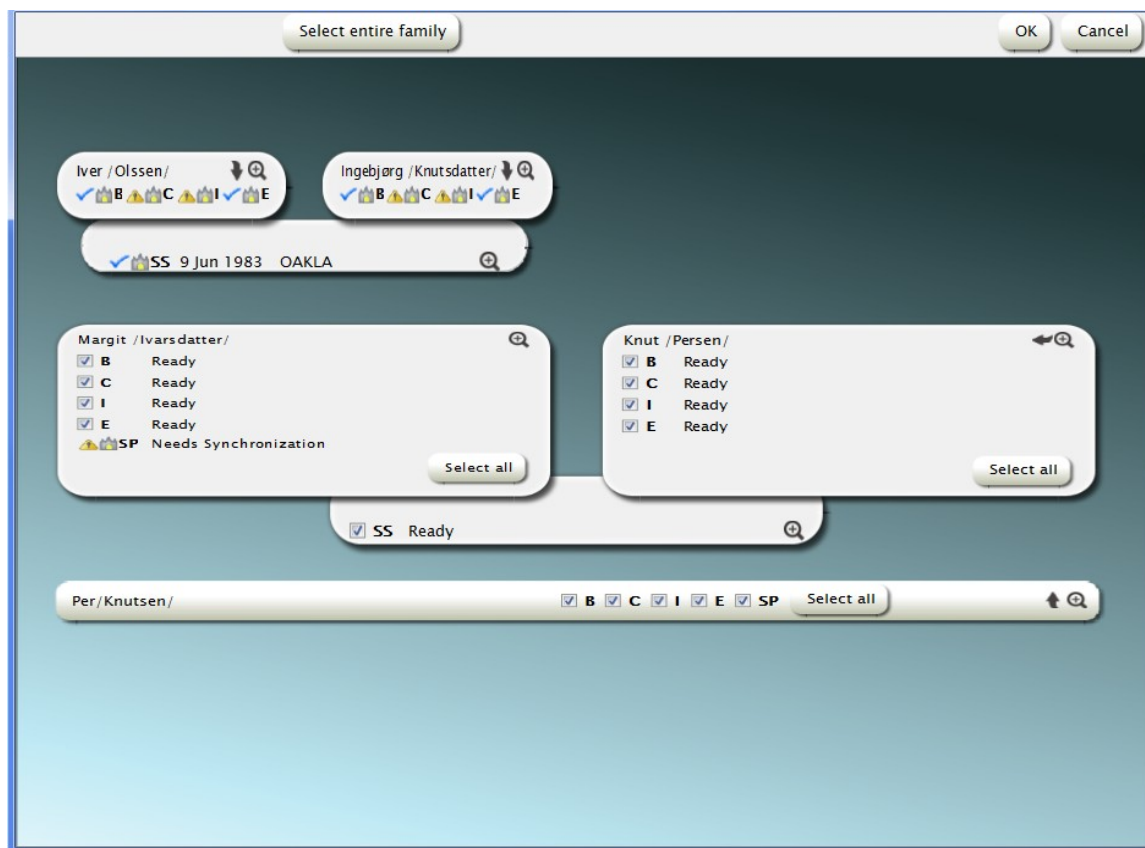 Select entire family OK Cancel
Iver /Olssen/ Ingebjørg /Knutsdatter/
B C I E B C I E
SS 9 Jun 1983 OAKLA
Margit /Ivarsdatter/
B Ready
C Ready
I Ready
E Ready
SP Needs Synchronization
Select all
Knut /Persen/
B Ready
C Ready
I Ready
E Ready
Select all
SS Ready
Per/Knutsen/ B C I E SP Select all